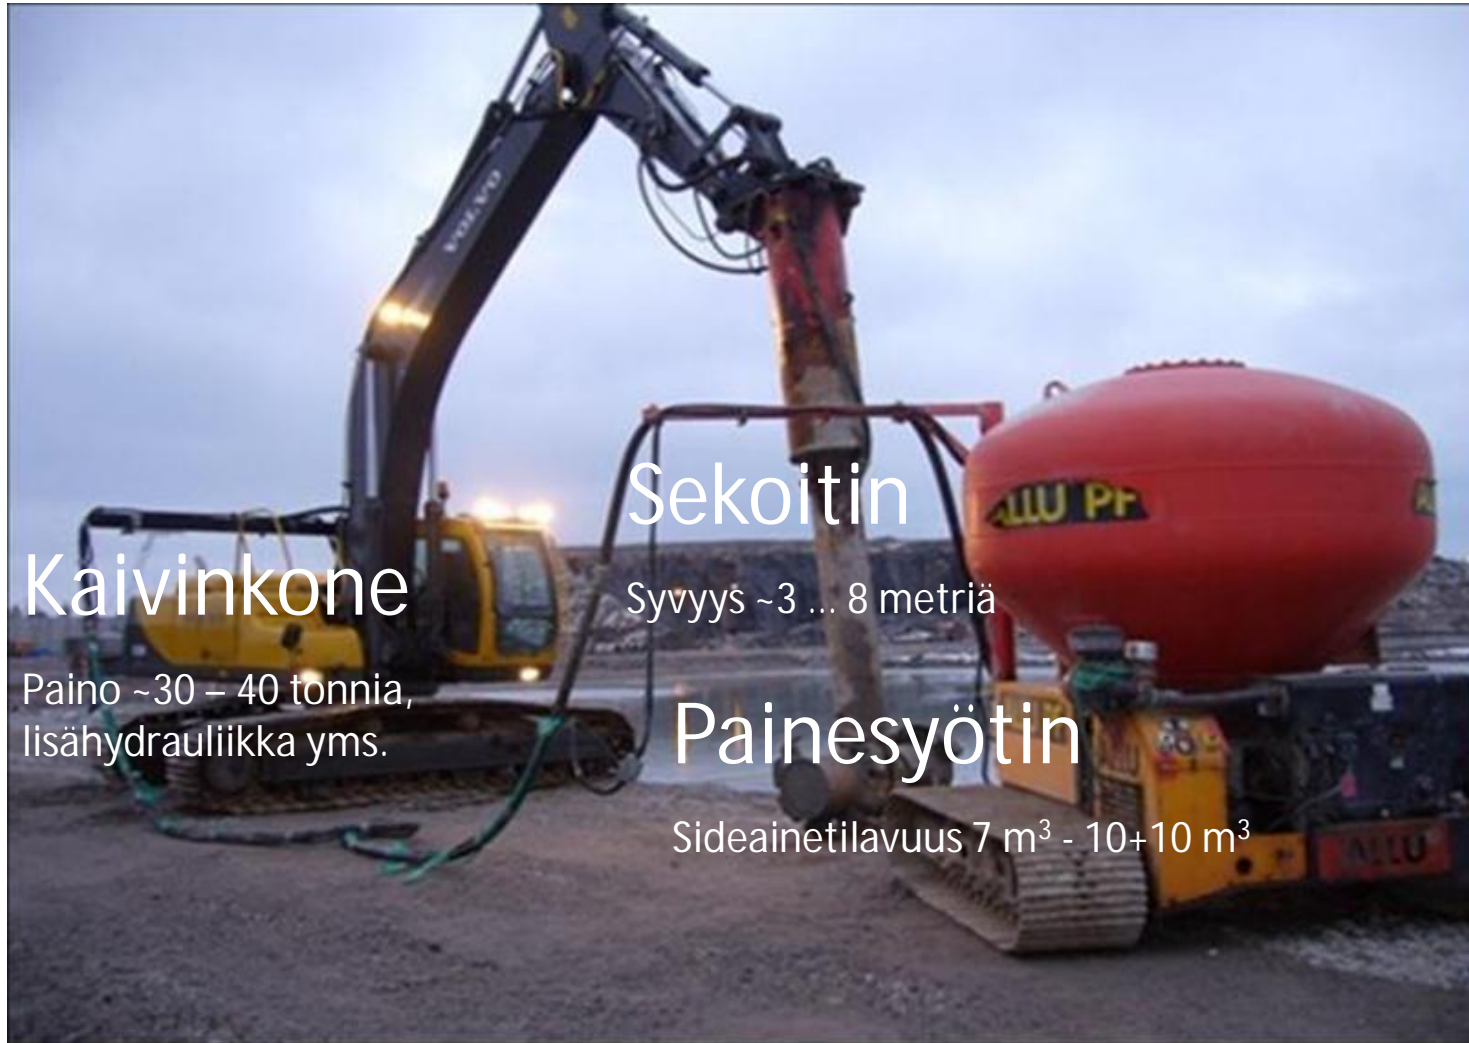 VOLVO
Sekoitin
ALLU PF
Kaivinkone
Syvyys ~3 ... 8 metriä
Paino ~30 – 40 tonnia,
lisähydrauliikka yms.
Painesyötin
Sideainetilavuus 7 m³ - 10+10 m³
ALLU